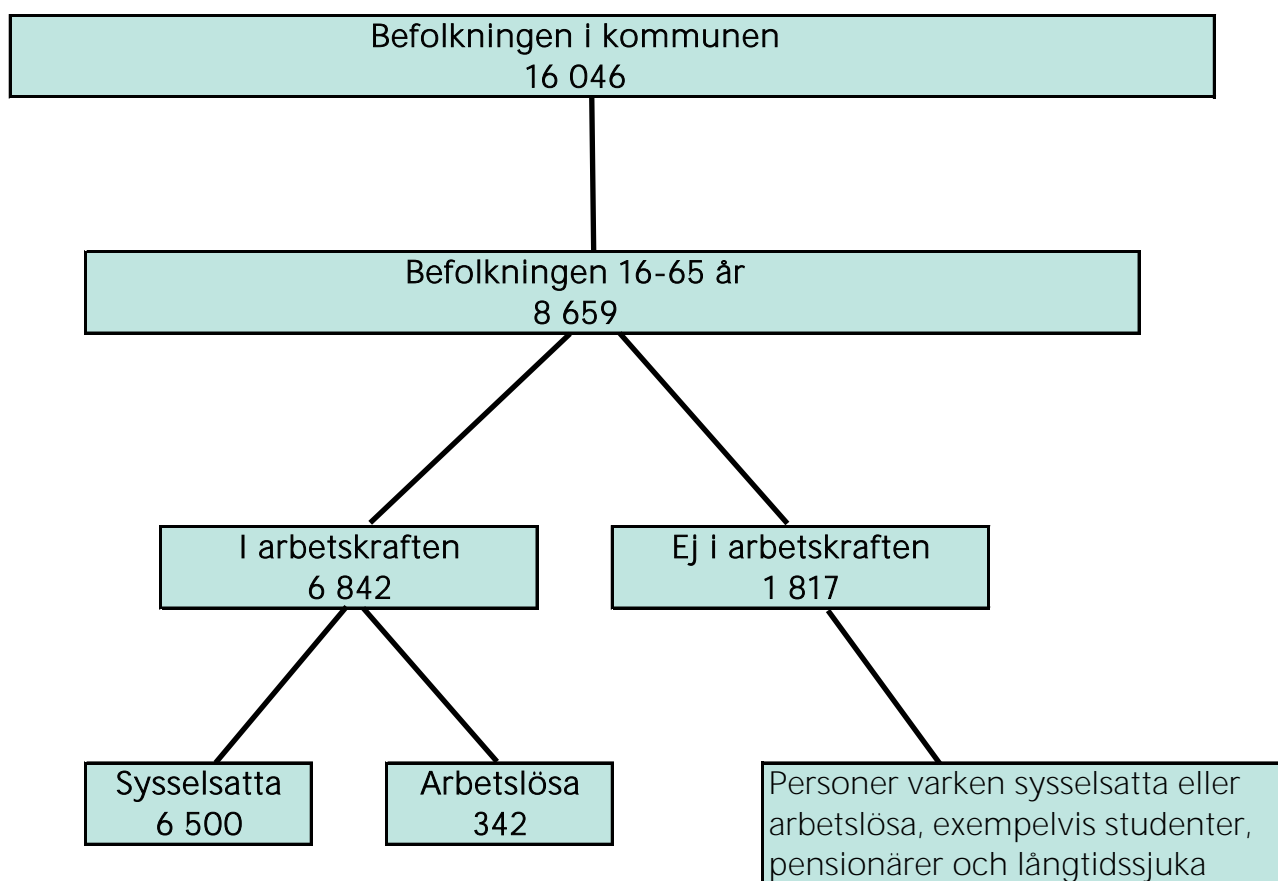 Befolkningen i kommunen
16 046
Befolkningen 16-65 år
8 659
I arbetskraften
6 842
Ej i arbetskraften
1 817
Sysselsatta
6 500
Arbetslösa
342
Personer varken sysselsatta eller
arbetslösa, exempelvis studenter,
pensionärer och långtidssjuka